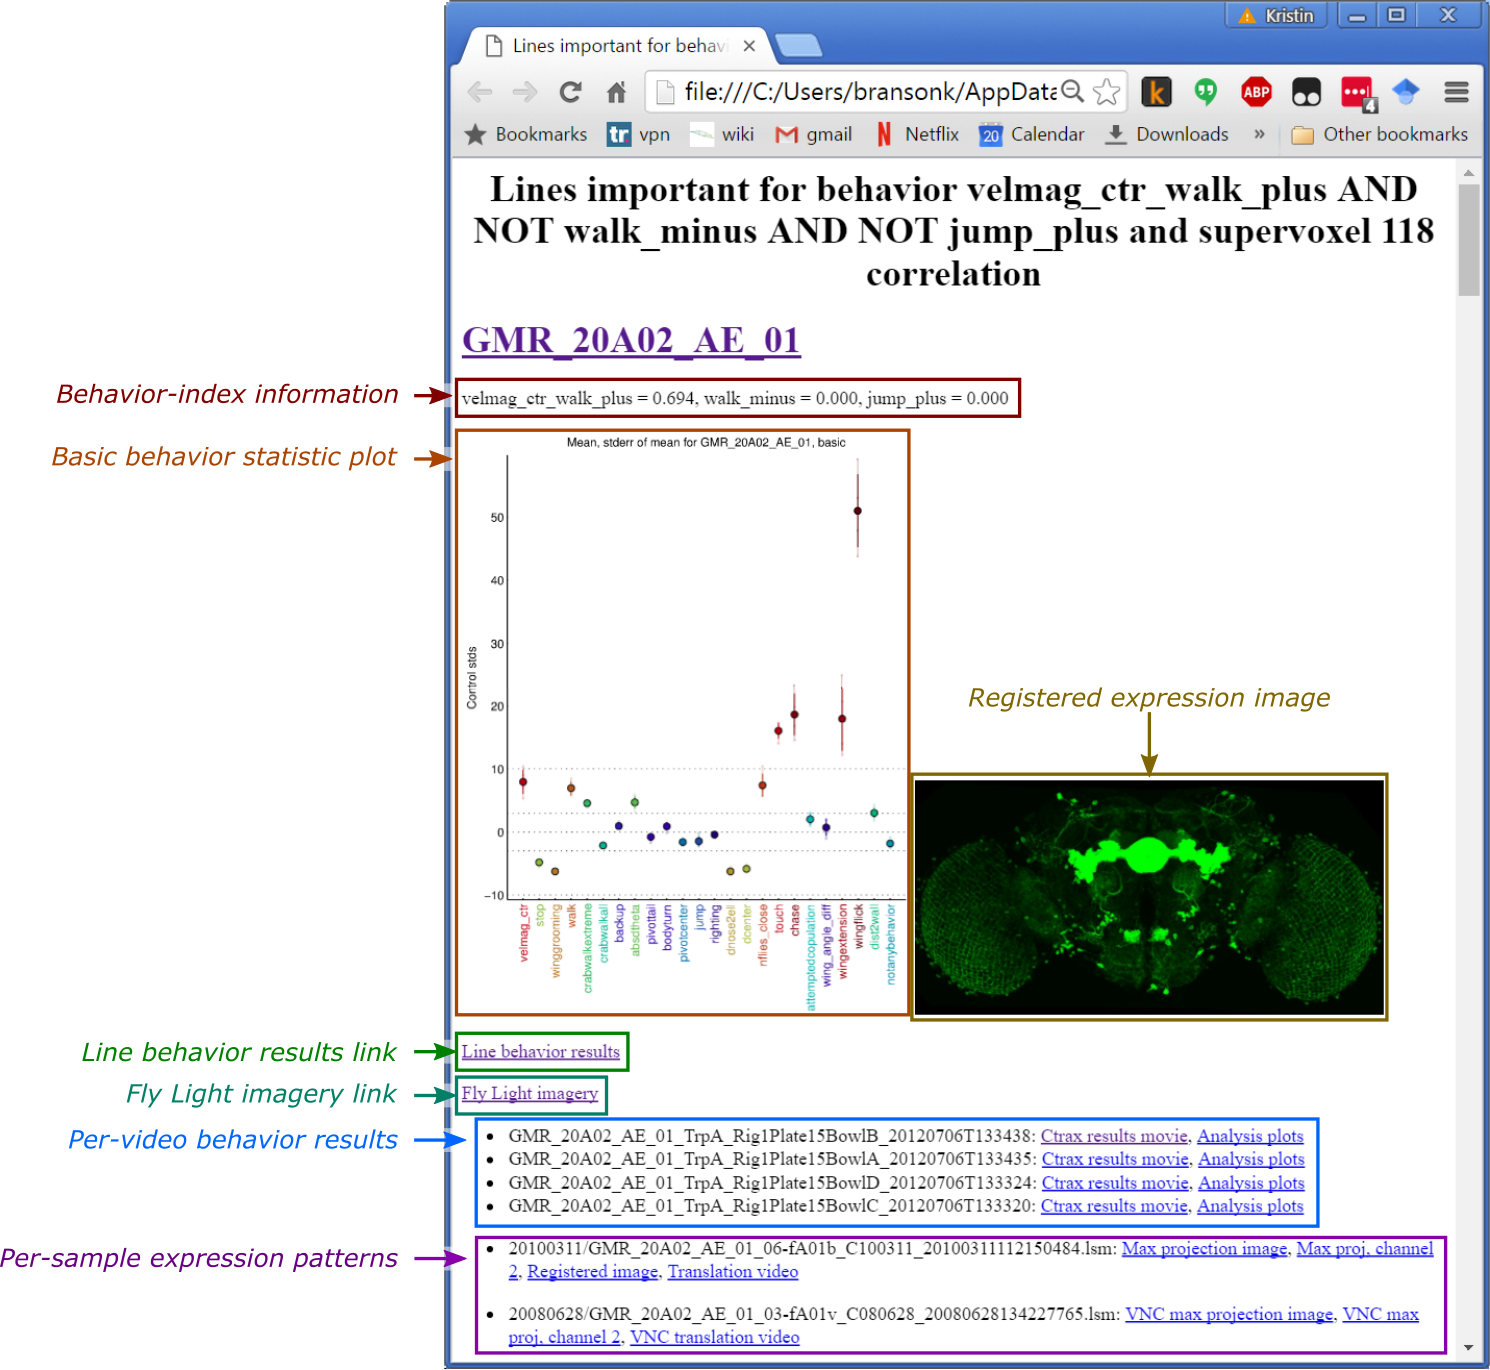 Kristin
Lines important for behavi
file:///C:/Users/bransonk/AppData
ABP
4
Bookmarks
tr vpn
wiki
gmail
Netflix
20 Calendar
Downloads
»
Other bookmarks
Lines important for behavior velmag_ctr_walk_plus AND
NOT walk_minus AND NOT jump_plus and supervoxel 118
correlation
GMR_20A02_AE_01
Behavior-index information
velmag_ctr_walk_plus = 0.694, walk_minus = 0.000, jump_plus = 0.000
Basic behavior statistic plot
Mean, stderr of mean for GMR_20A02_AE_01, basic
50
40
30
20
10
0
−10
Control stds
velmag_ctr
stop
winggrooming
walk
crabwalkextreme
crabwalkall
backup
absdtheta
pivottail
bodyturn
pivotcenter
jump
righting
dnose2ell
dcenter
nflies_close
touch
chase
attemptedcopulation
wing_angle_diff
wingextension
wingflick
dist2wall
notanybehavior
Registered expression image
Line behavior results link
Line behavior results
Fly Light imagery link
Fly Light imagery
Per-video behavior results
• GMR_20A02_AE_01_TrpA_Rig1Plate15BowlB_20120706T133438: Ctrax results movie, Analysis plots
• GMR_20A02_AE_01_TrpA_Rig1Plate15BowlA_20120706T133435: Ctrax results movie, Analysis plots
• GMR_20A02_AE_01_TrpA_Rig1Plate15BowlD_20120706T133324: Ctrax results movie, Analysis plots
• GMR_20A02_AE_01_TrpA_Rig1Plate15BowlC_20120706T133320: Ctrax results movie, Analysis plots
Per-sample expression patterns
• 20100311/GMR_20A02_AE_01_06-fA01b_C100311_20100311112150484.lsm: Max projection image, Max proj, channel
2, Registered image, Translation video
• 20080628/GMR_20A02_AE_01_03-fA01v_C080628_20080628134227765.lsm: VNC max projection image, VNC max
proj, channel 2, VNC translation video